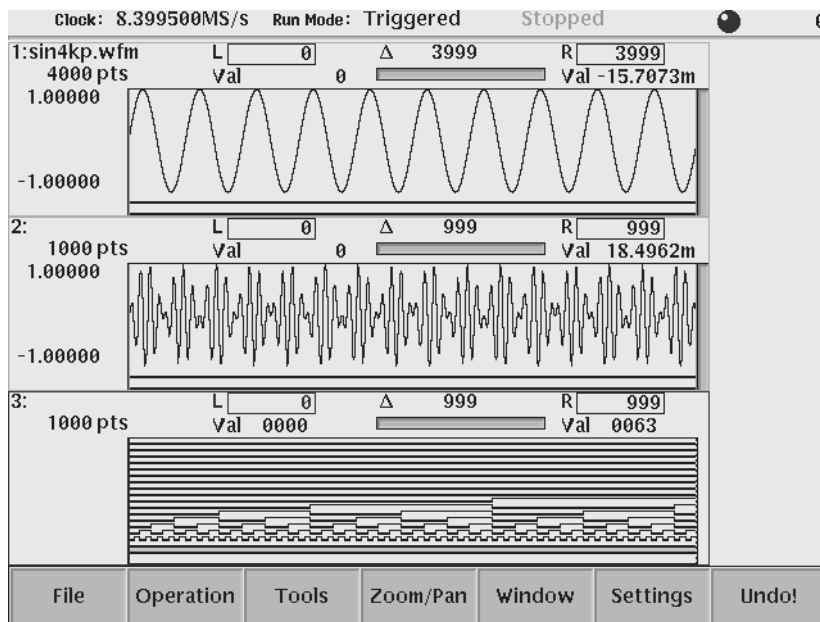 Clock: 8.399500MS/s Run Mode: Triggered Stopped
1:sin4kp.wfm L 0 Δ 3999 R 3999
4000 pts Val 0 Val -15.7073m
1.00000
-1.00000
2: L 0 Δ 999 R 999
1000 pts Val 0 Val 18.4962m
1.00000
-1.00000
3: L 0 Δ 999 R 999
1000 pts Val 0000 Val 0063
File Operation Tools Zoom/Pan Window Settings Undo!